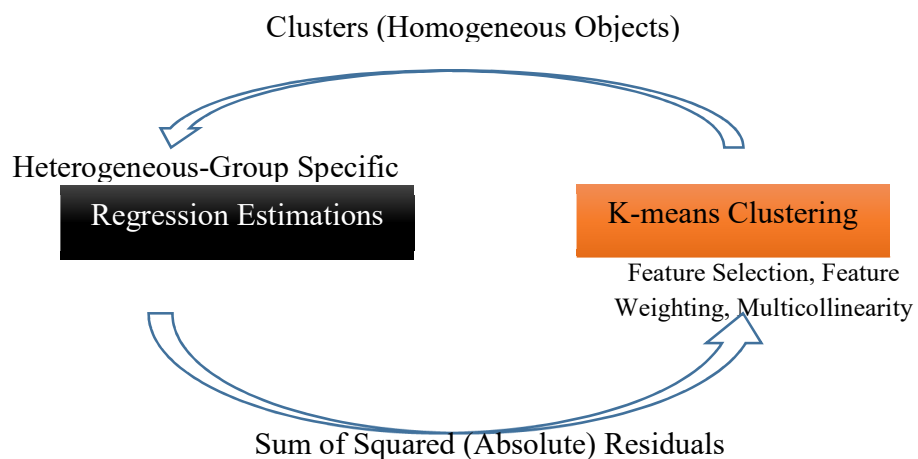 Clusters (Homogeneous Objects)
Heterogeneous-Group Specific
Regression Estimations
K-means Clustering
Feature Selection, Feature
Weighting, Multicollinearity
Sum of Squared (Absolute) Residuals